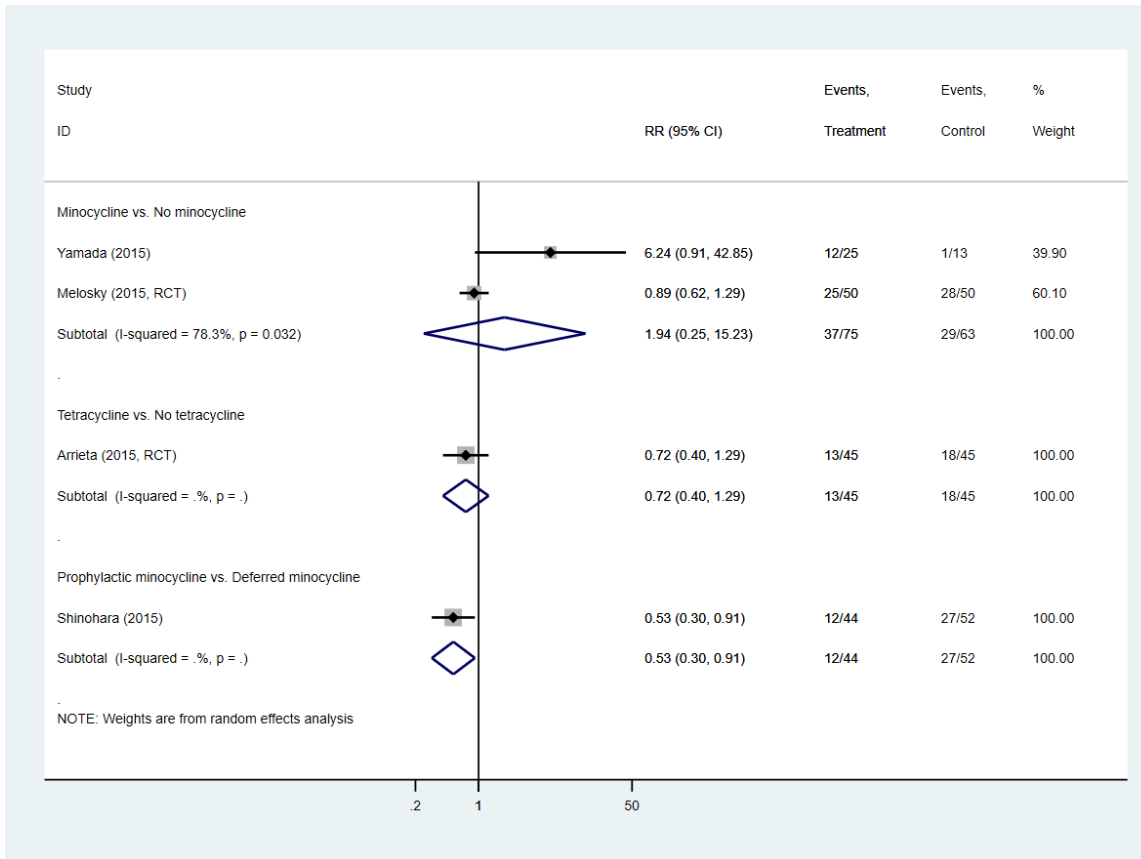 Study Events, Events, %
ID RR (95% CI) Treatment Control Weight
Minocycline vs. No minocycline
Yamada (2015) 6.24 (0.91, 42.85) 12/25 1/13 39.90
Melosky (2015, RCT) 0.89 (0.62, 1.29) 25/50 28/50 60.10
Subtotal (I-squared = 78.3%, p = 0.032) 1.94 (0.25, 15.23) 37/75 29/63 100.00
.
Tetracycline vs. No tetracycline
Arrieta (2015, RCT) 0.72 (0.40, 1.29) 13/45 18/45 100.00
Subtotal (I-squared = .%, p = .) 0.72 (0.40, 1.29) 13/45 18/45 100.00
.
Prophylactic minocycline vs. Deferred minocycline
Shinohara (2015) 0.53 (0.30, 0.91) 12/44 27/52 100.00
Subtotal (I-squared = .%, p = .) 0.53 (0.30, 0.91) 12/44 27/52 100.00
.
NOTE: Weights are from random effects analysis
.2 1 50